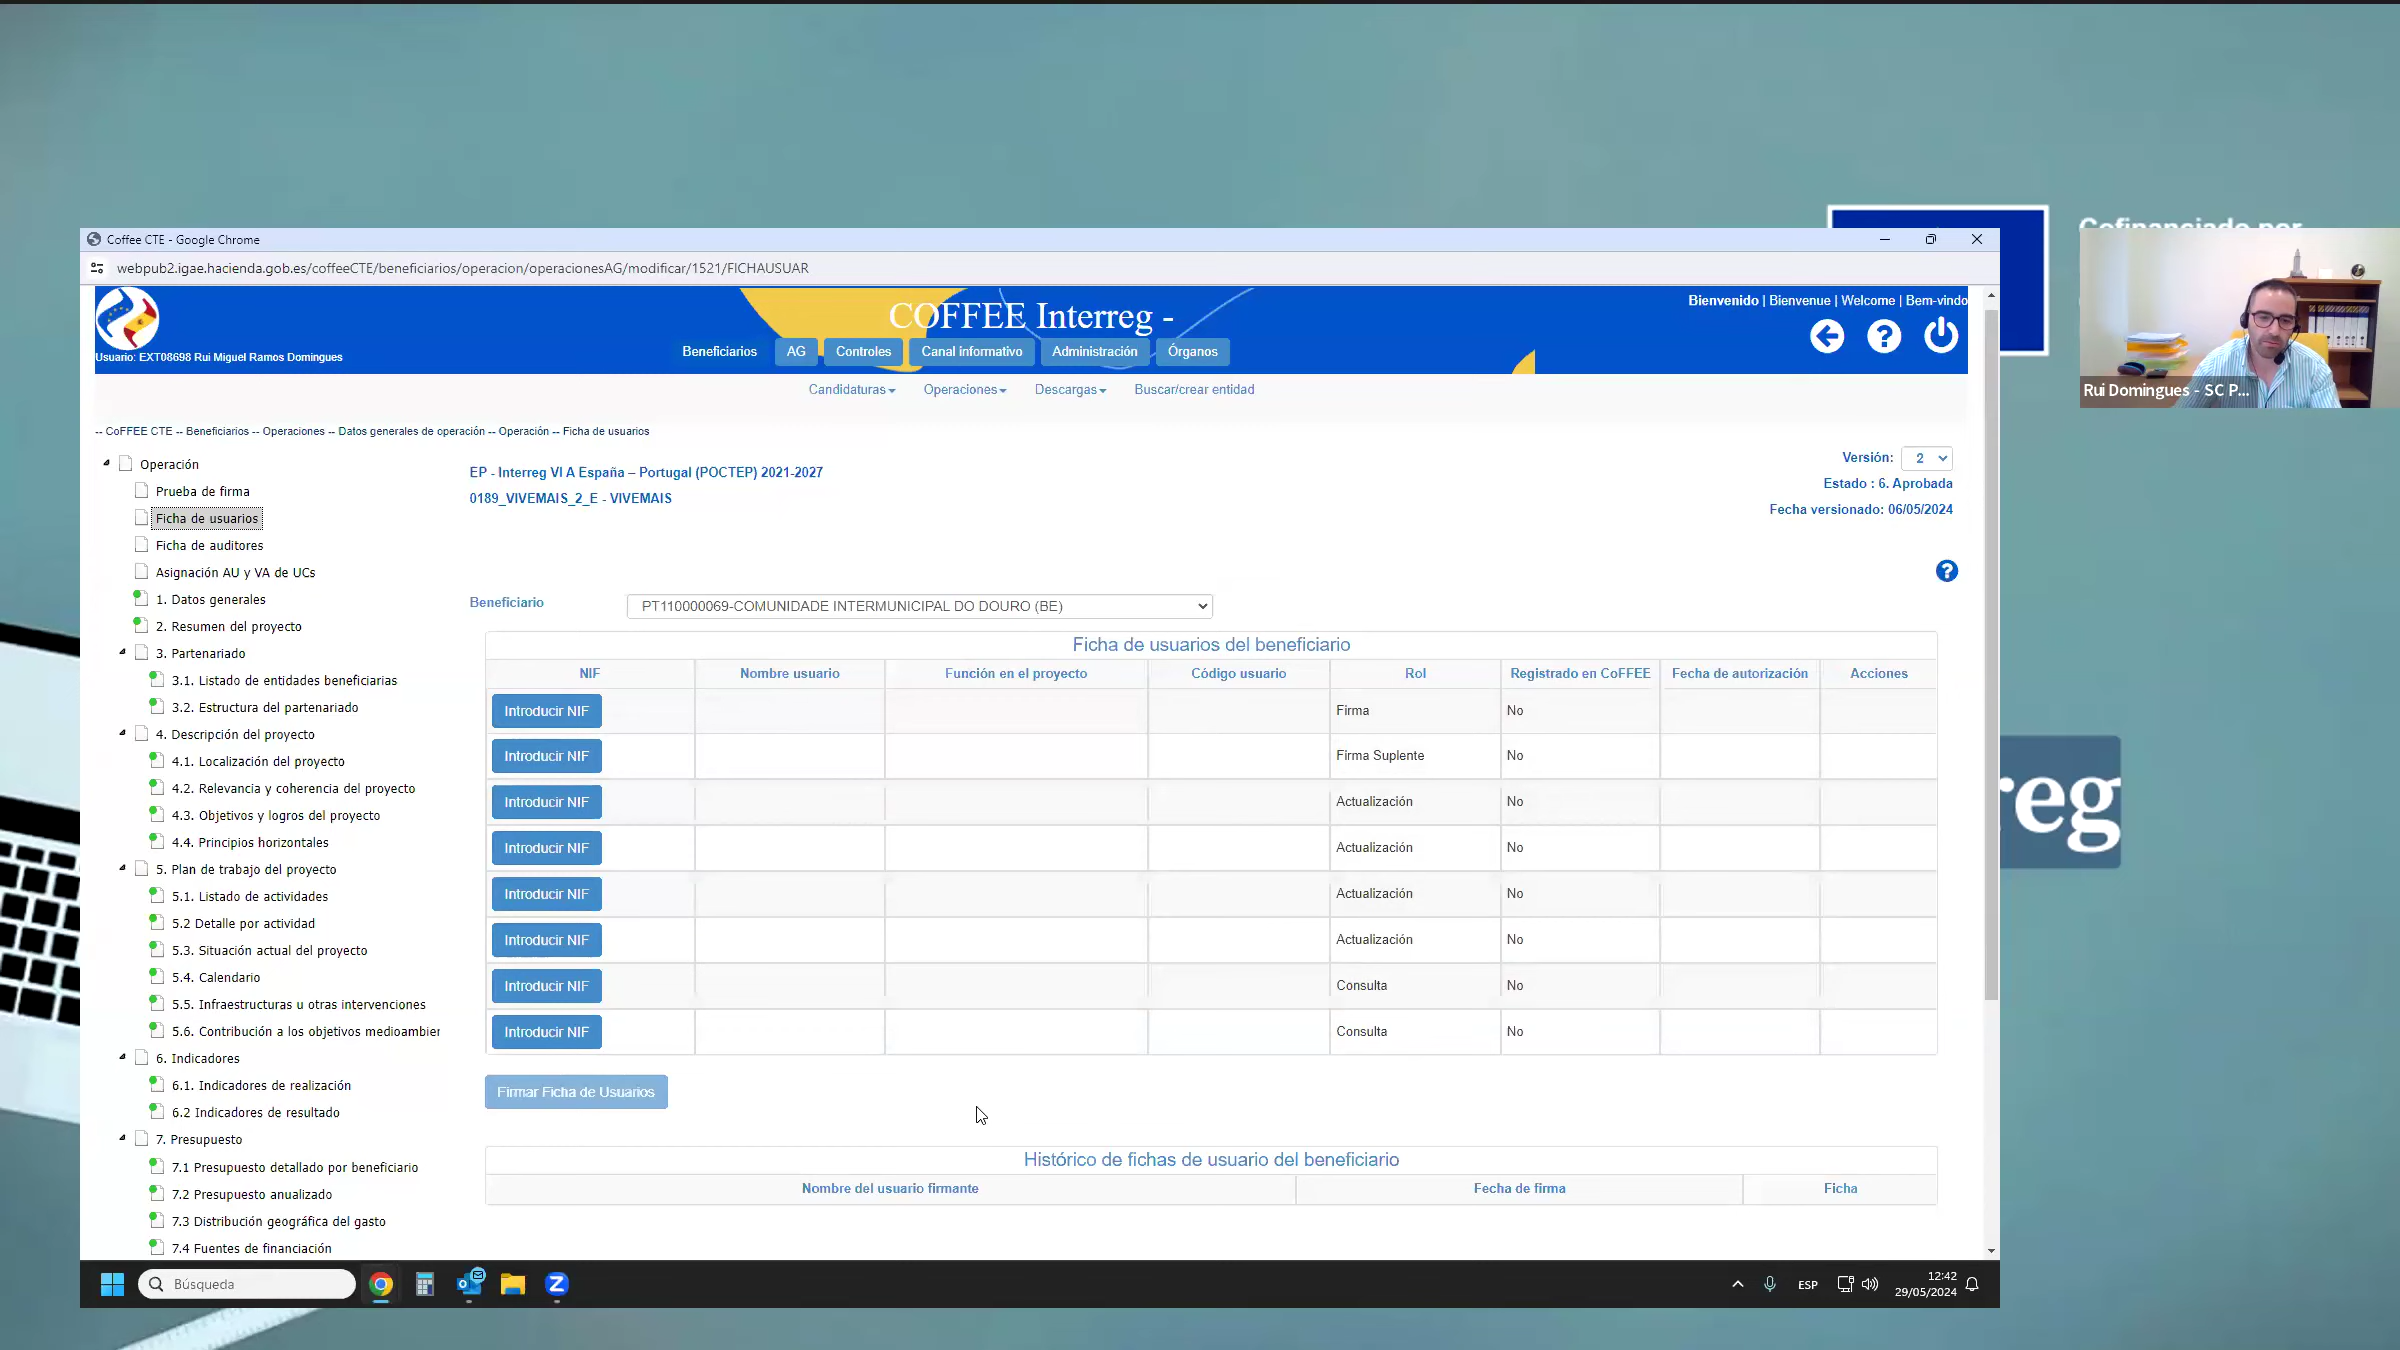 Cofinanciado por
Coffee CTE - Google Chrome
webpub2.igae.hacienda.gob.es/coffeeCTE/beneficiarios/operacion/operacionesAG/modificar/1521/FICHAUSUAR
COFFEE Interreg -
Bienvenido | Bienvenue | Welcome | Bem-vindo
Usuario: EXT08698 Rui Miguel Ramos Domingues
Beneficiarios AG Controles Canal informativo Administración Órganos
Candidaturas Operaciones Descargas Buscar/crear entidad
Rui Domingues - SC P...
-- CoFFEE CTE -- Beneficiarios -- Operaciones -- Datos generales de operación -- Operación -- Ficha de usuarios
Operación
Prueba de firma
Ficha de usuarios
Ficha de auditores
Asignación AU y VA de UCs
1. Datos generales
2. Resumen del proyecto
3. Partenariado
3.1. Listado de entidades beneficiarias
3.2. Estructura del partenariado
4. Descripción del proyecto
4.1. Localización del proyecto
4.2. Relevancia y coherencia del proyecto
4.3. Objetivos y logros del proyecto
4.4. Principios horizontales
5. Plan de trabajo del proyecto
5.1. Listado de actividades
5.2 Detalle por actividad
5.3. Situación actual del proyecto
5.4. Calendario
5.5. Infraestructuras u otras intervenciones
5.6. Contribución a los objetivos medioambier
6. Indicadores
6.1. Indicadores de realización
6.2 Indicadores de resultado
7. Presupuesto
7.1 Presupuesto detallado por beneficiario
7.2 Presupuesto anualizado
7.3 Distribución geográfica del gasto
7.4 Fuentes de financiación
EP - Interreg VI A España – Portugal (POCTEP) 2021-2027
0189_VIVEMAIS_2_E - VIVEMAIS
Versión: 2
Estado : 6. Aprobada
Fecha versionado: 06/05/2024
Beneficiario PT110000069-COMUNIDADE INTERMUNICIPAL DO DOURO (BE)
Ficha de usuarios del beneficiario
NIF Nombre usuario Función en el proyecto Código usuario Rol Registrado en CoFFEE Fecha de autorización Acciones
Introducir NIF Firma No
Introducir NIF Firma Suplente No
Introducir NIF Actualización No
Introducir NIF Actualización No
Introducir NIF Actualización No
Introducir NIF Actualización No
Introducir NIF Consulta No
Introducir NIF Consulta No
Firmar Ficha de Usuarios
Histórico de fichas de usuario del beneficiario
Nombre del usuario firmante Fecha de firma Ficha
reg
Búsqueda
ESP
12:42
29/05/2024